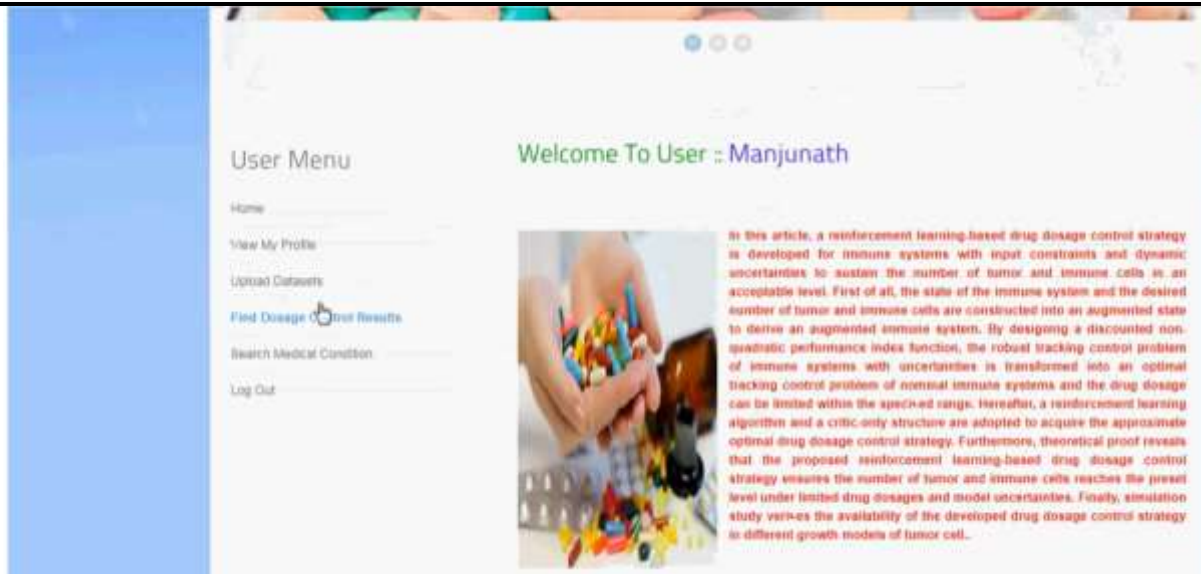 User Menu
Home
View My Profile
Upload Datasets
Find Dosage Control Results
Search Medical Condition
Log Out
Welcome To User :: Manjunath
In this article, a reinforcement learning-based drug dosage control strategy
is developed for immune systems with input constraints and dynamic
uncertainties to sustain the number of tumor and immune cells in an
acceptable level. First of all, the state of the immune system and the desired
number of tumor and immune cells are constructed into an augmented state
to derive an augmented immune system. By designing a discounted non-
quadratic performance index function, the robust tracking control problem
of immune systems with uncertainties is transformed into an optimal
tracking control problem of nominal immune systems and the drug dosage
can be limited within the speci×ed range. Hereafter, a reinforcement learning
algorithm and a critic-only structure are adopted to acquire the approximate
optimal drug dosage control strategy. Furthermore, theoretical proof reveals
that the proposed reinforcement learning-based drug dosage control
strategy ensures the number of tumor and immune cells reaches the preset
level under limited drug dosages and model uncertainties. Finally, simulation
study veri×es the availability of the developed drug dosage control strategy
in different growth models of tumor cell..